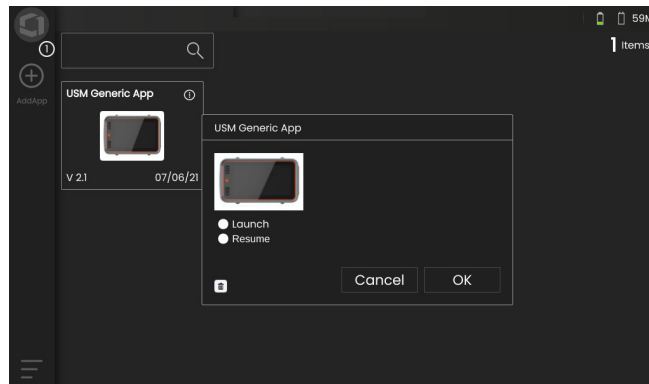 59M
1 Items
1
AddApp
USM Generic App
V 2.1 07/06/21
USM Generic App
Launch
Resume
Cancel OK